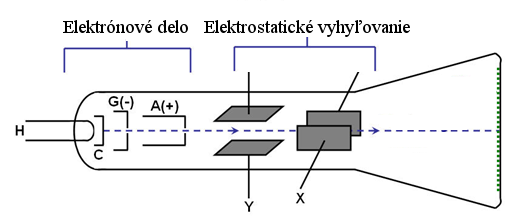 Elektrónové delo
Elektrostatické vyhyľovanie
G(-)
A(+)
H
C
X
Y